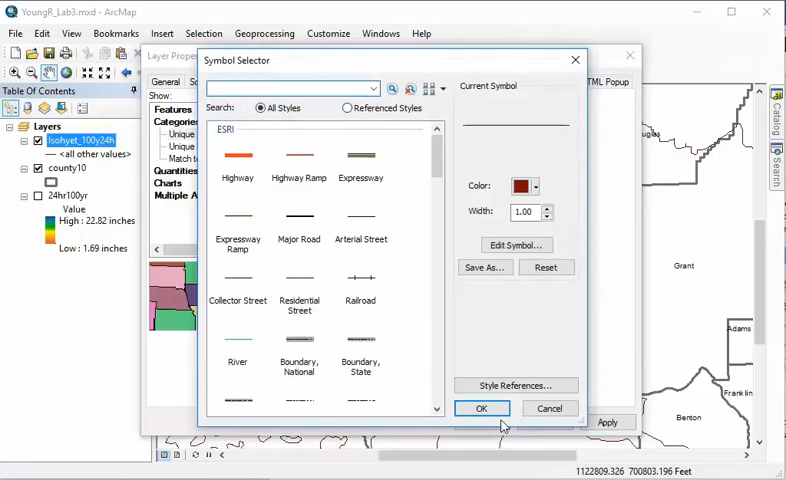 YoungR_Lab3.mxd - ArcMap
File Edit View Bookmarks Insert Selection Geoprocessing Customize Windows Help
Table Of Contents
Layers
Isohyet_100y24h
<all other values>
county10
24hr100yr
Value
High : 22.82 inches
Low : 1.69 inches
Layer Prope
General
So
TML Popup
Show:
Features
Categorie
Unique
Unique
Match to
Quantities
Charts
Multiple A
Symbol Selector
Search:
All Styles
Referenced Styles
ESRI
Highway
Highway Ramp
Expressway
Expressway
Ramp
Major Road
Arterial Street
Collector Street
Residential
Street
Railroad
River
Boundary,
National
Boundary,
State
Current Symbol
Color:
Width:
1.00
Edit Symbol...
Save As...
Reset
Style References...
OK
Cancel
Apply
Catalog
Search
uglas
Grant
Adams
Franklin
Benton
1122809.326 700803.196 Feet